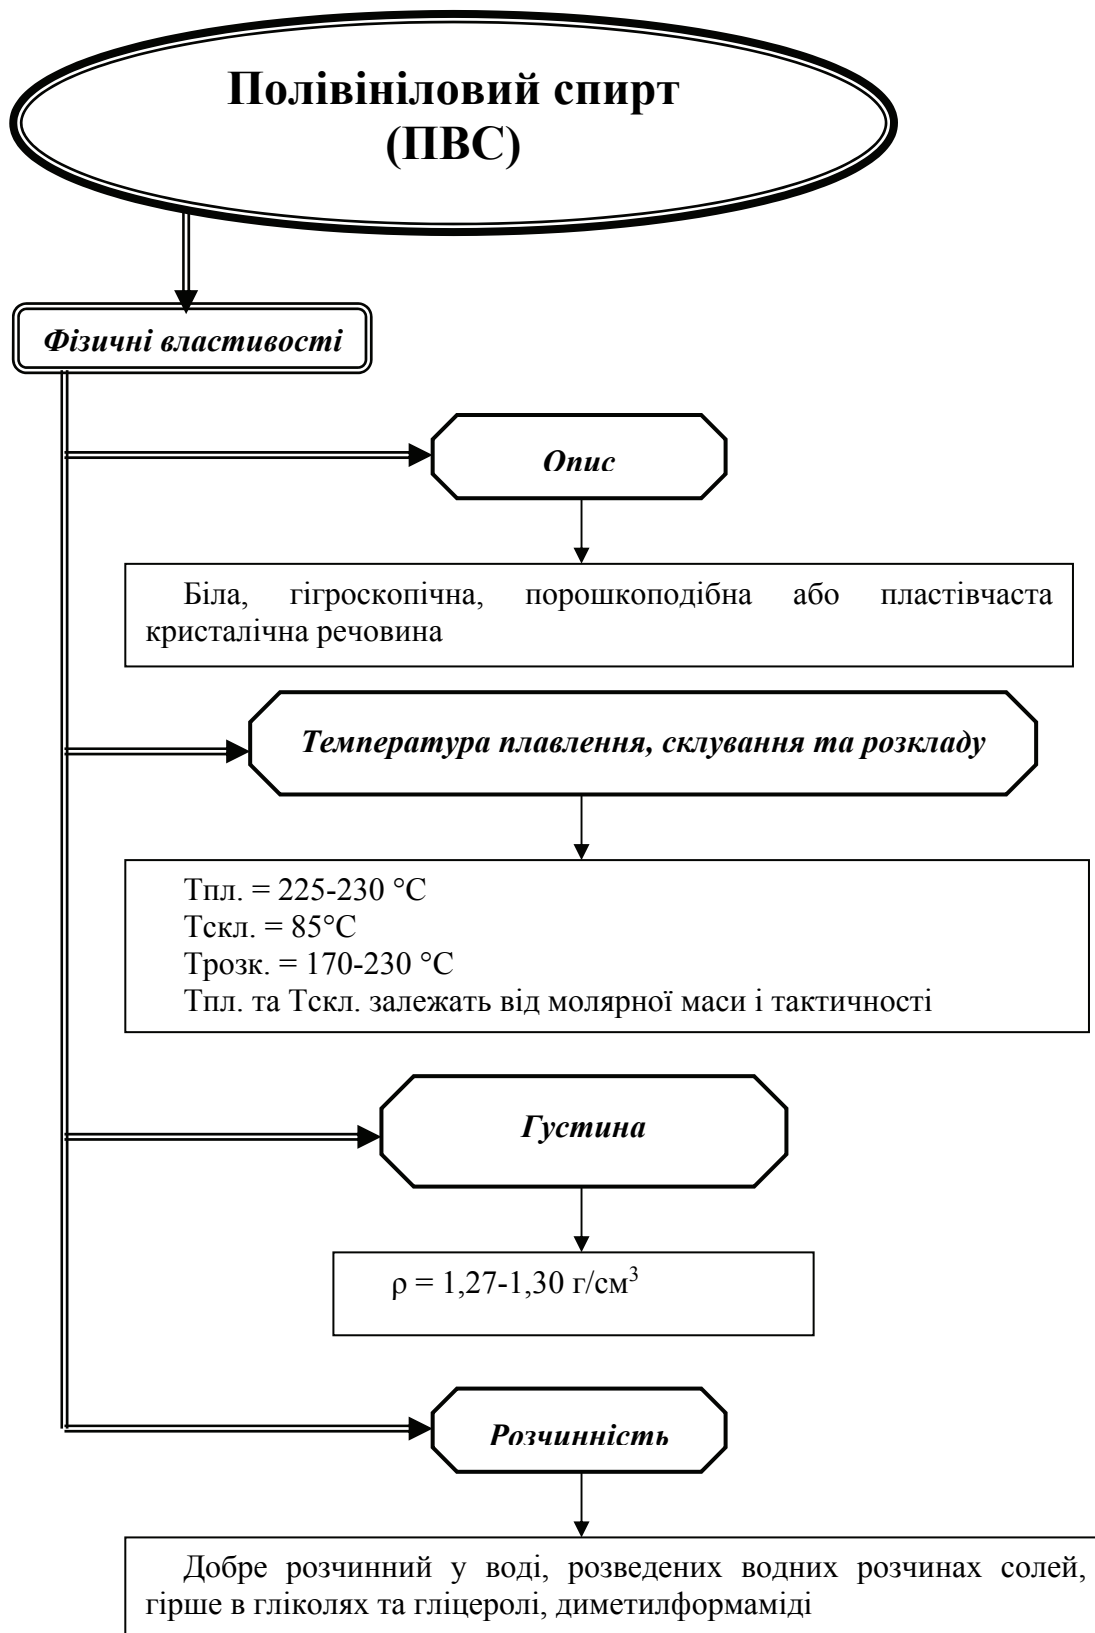 Полівініловий спирт
(ПВС)
Фізичні властивості
Опис
Біла, гігроскопічна, порошкоподібна або пластівчаста
кристалічна речовина
Температура плавлення, склування та розкладу
Тпл. = 225-230 °С
Тскл. = 85°С
Трозк. = 170-230 °С
Тпл. та Тскл. залежать від молярної маси і тактичності
Густина
ρ = 1,27-1,30 г/см³
Розчинність
Добре розчинний у воді, розведених водних розчинах солей,
гірше в гліколях та гліцеролі, диметилформаміді